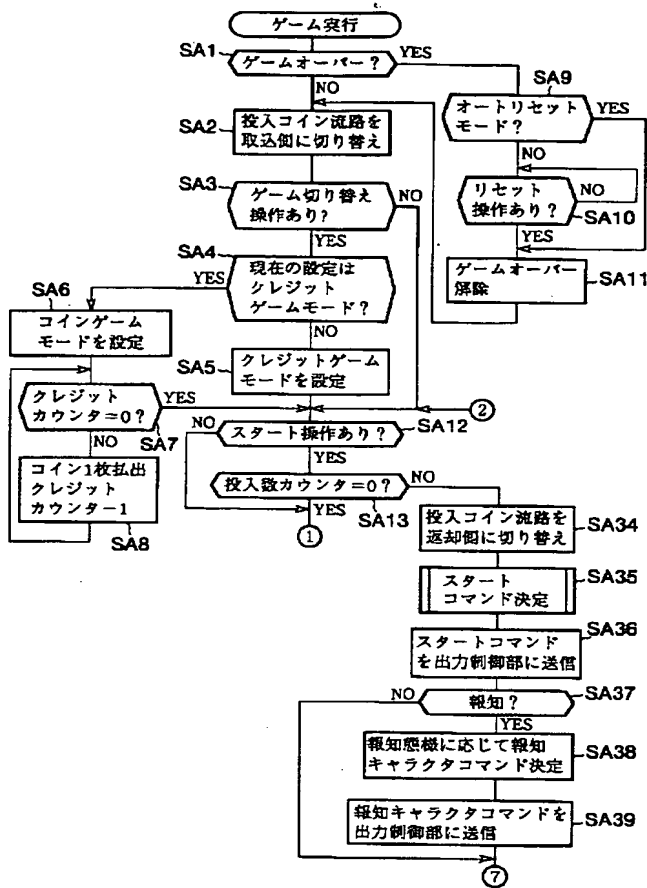 ゲーム実行
SA1
ゲームオーバー？
YES
NO
SA9
オートリセット
モード？
YES
NO
SA2
投入コイン流路を
取込側に切り替え
SA3
ゲーム切り替え
操作あり？
NO
YES
リセット
操作あり？
NO
SA10
YES
SA4
現在の設定は
クレジット
ゲームモード？
YES
NO
ゲームオーバー
解除
SA11
SA6
コインゲーム
モードを設定
SA5
クレジットゲーム
モードを設定
クレジット
カウンタ=0？
YES
SA7
NO
②
NO
スタート操作あり？
SA12
YES
コイン1枚払出
クレジット
カウンター1
SA8
投入数カウンタ=0？
NO
YES
SA13
①
投入コイン流路を
返却側に切り替え
SA34
スタート
コマンド決定
SA35
スタートコマンド
を出力制御部に送信
SA36
NO
報知？
SA37
YES
報知態様に応じて報知
キャラクタコマンド決定
SA38
報知キャラクタコマンドを
出力制御部に送信
SA39
⑦